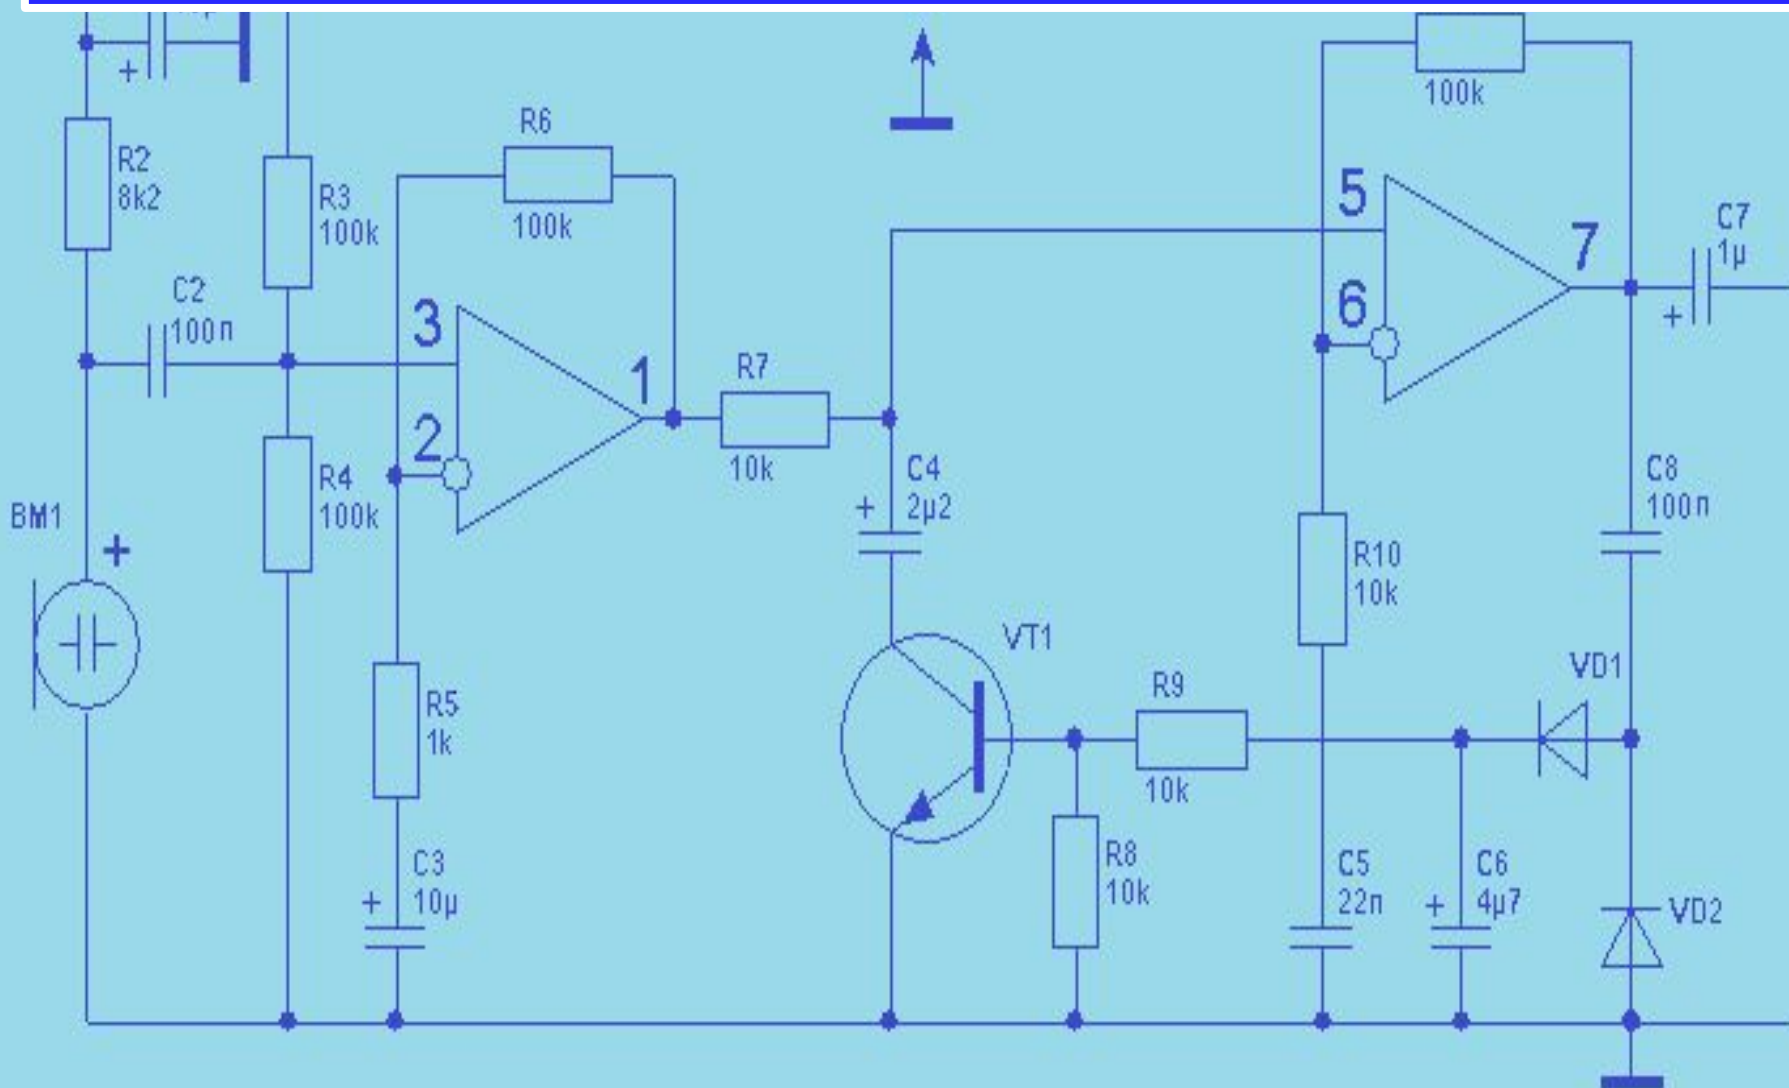 100k
R6
R2
8k2
R3
100k
100k
5
C7
1µ
7
C2
100n
3
6
1
R7
2
10k
C4
+
2µ2
R4
100k
C8
100n
BM1
+
+
+
R10
10k
VT1
VD1
R9
R5
1k
10k
C3
+
10µ
R8
10k
C5
22n
C6
+
4µ7
VD2